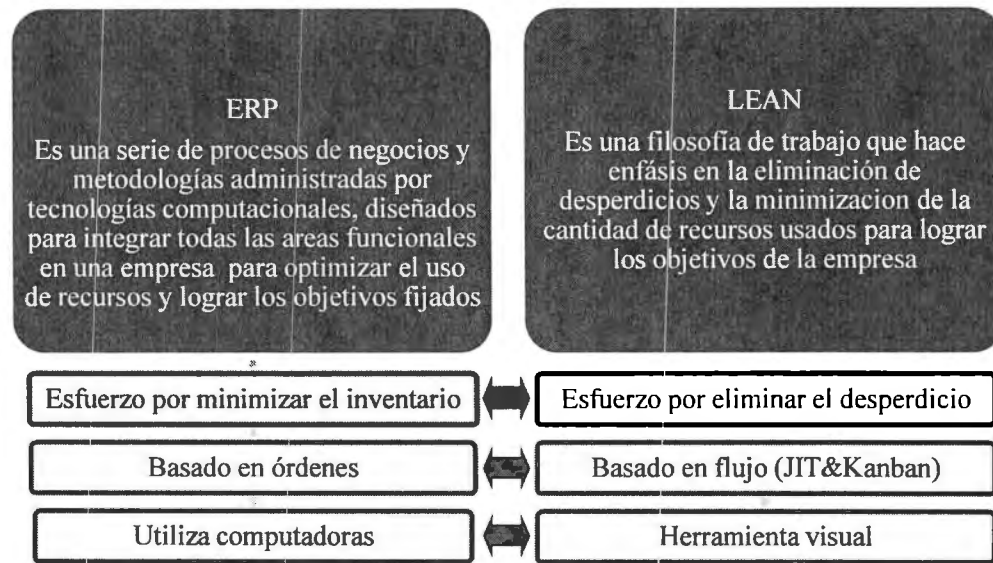 ERP
Es una serie de procesos de negocios y
metodologías administradas por
tecnologías computacionales, diseñados
para integrar todas las areas funcionales
en una empresa para optimizar el uso
de recursos y lograr los objetivos fijados
LEAN
Es una filosofía de trabajo que hace
enfásis en la eliminación de
desperdicios y la minimizacion de la
cantidad de recursos usados para lograr
los objetivos de la empresa
Esfuerzo por minimizar el inventario
Esfuerzo por eliminar el desperdicio
Basado en órdenes
Basado en flujo (JIT&Kanban)
Utiliza computadoras
Herramienta visual